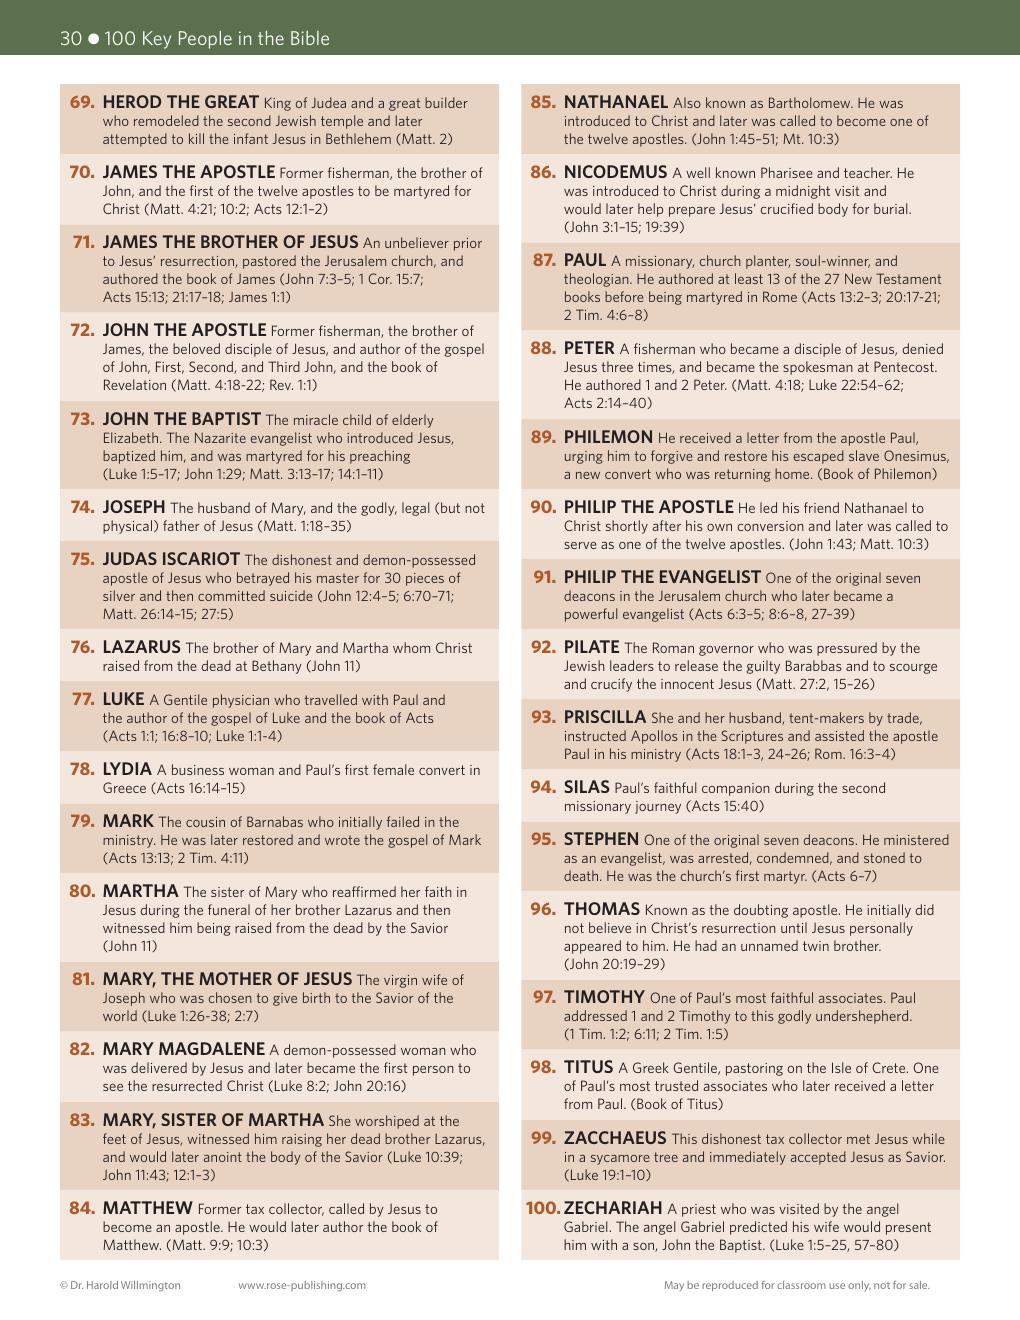 30 ● 100 Key People in the Bible
69. HEROD THE GREAT King of Judea and a great builder
who remodeled the second Jewish temple and later
attempted to kill the infant Jesus in Bethlehem (Matt. 2)
70. JAMES THE APOSTLE Former fisherman, the brother of
John, and the first of the twelve apostles to be martyred for
Christ (Matt. 4:21; 10:2; Acts 12:1–2)
71. JAMES THE BROTHER OF JESUS An unbeliever prior
to Jesus’ resurrection, pastored the Jerusalem church, and
authored the book of James (John 7:3–5; 1 Cor. 15:7;
Acts 15:13; 21:17–18; James 1:1)
72. JOHN THE APOSTLE Former fisherman, the brother of
James, the beloved disciple of Jesus, and author of the gospel
of John, First, Second, and Third John, and the book of
Revelation (Matt. 4:18-22; Rev. 1:1)
73. JOHN THE BAPTIST The miracle child of elderly
Elizabeth. The Nazarite evangelist who introduced Jesus,
baptized him, and was martyred for his preaching
(Luke 1:5–17; John 1:29; Matt. 3:13–17; 14:1–11)
74. JOSEPH The husband of Mary, and the godly, legal (but not
physical) father of Jesus (Matt. 1:18–35)
75. JUDAS ISCARIOT The dishonest and demon-possessed
apostle of Jesus who betrayed his master for 30 pieces of
silver and then committed suicide (John 12:4–5; 6:70–71;
Matt. 26:14–15; 27:5)
76. LAZARUS The brother of Mary and Martha whom Christ
raised from the dead at Bethany (John 11)
77. LUKE A Gentile physician who travelled with Paul and
the author of the gospel of Luke and the book of Acts
(Acts 1:1; 16:8–10; Luke 1:1-4)
78. LYDIA A business woman and Paul’s first female convert in
Greece (Acts 16:14–15)
79. MARK The cousin of Barnabas who initially failed in the
ministry. He was later restored and wrote the gospel of Mark
(Acts 13:13; 2 Tim. 4:11)
80. MARTHA The sister of Mary who reaffirmed her faith in
Jesus during the funeral of her brother Lazarus and then
witnessed him being raised from the dead by the Savior
(John 11)
81. MARY, THE MOTHER OF JESUS The virgin wife of
Joseph who was chosen to give birth to the Savior of the
world (Luke 1:26-38; 2:7)
82. MARY MAGDALENE A demon-possessed woman who
was delivered by Jesus and later became the first person to
see the resurrected Christ (Luke 8:2; John 20:16)
83. MARY, SISTER OF MARTHA She worshiped at the
feet of Jesus, witnessed him raising her dead brother Lazarus,
and would later anoint the body of the Savior (Luke 10:39;
John 11:43; 12:1–3)
84. MATTHEW Former tax collector, called by Jesus to
become an apostle. He would later author the book of
Matthew. (Matt. 9:9; 10:3)
85. NATHANAEL Also known as Bartholomew. He was
introduced to Christ and later was called to become one of
the twelve apostles. (John 1:45–51; Mt. 10:3)
86. NICODEMUS A well known Pharisee and teacher. He
was introduced to Christ during a midnight visit and
would later help prepare Jesus’ crucified body for burial.
(John 3:1–15; 19:39)
87. PAUL A missionary, church planter, soul-winner, and
theologian. He authored at least 13 of the 27 New Testament
books before being martyred in Rome (Acts 13:2–3; 20:17-21;
2 Tim. 4:6–8)
88. PETER A fisherman who became a disciple of Jesus, denied
Jesus three times, and became the spokesman at Pentecost.
He authored 1 and 2 Peter. (Matt. 4:18; Luke 22:54–62;
Acts 2:14–40)
89. PHILEMON He received a letter from the apostle Paul,
urging him to forgive and restore his escaped slave Onesimus,
a new convert who was returning home. (Book of Philemon)
90. PHILIP THE APOSTLE He led his friend Nathanael to
Christ shortly after his own conversion and later was called to
serve as one of the twelve apostles. (John 1:43; Matt. 10:3)
91. PHILIP THE EVANGELIST One of the original seven
deacons in the Jerusalem church who later became a
powerful evangelist (Acts 6:3–5; 8:6–8, 27–39)
92. PILATE The Roman governor who was pressured by the
Jewish leaders to release the guilty Barabbas and to scourge
and crucify the innocent Jesus (Matt. 27:2, 15–26)
93. PRISCILLA She and her husband, tent-makers by trade,
instructed Apollos in the Scriptures and assisted the apostle
Paul in his ministry (Acts 18:1–3, 24–26; Rom. 16:3–4)
94. SILAS Paul’s faithful companion during the second
missionary journey (Acts 15:40)
95. STEPHEN One of the original seven deacons. He ministered
as an evangelist, was arrested, condemned, and stoned to
death. He was the church’s first martyr. (Acts 6–7)
96. THOMAS Known as the doubting apostle. He initially did
not believe in Christ’s resurrection until Jesus personally
appeared to him. He had an unnamed twin brother.
(John 20:19–29)
97. TIMOTHY One of Paul’s most faithful associates. Paul
addressed 1 and 2 Timothy to this godly undershepherd.
(1 Tim. 1:2; 6:11; 2 Tim. 1:5)
98. TITUS A Greek Gentile, pastoring on the Isle of Crete. One
of Paul’s most trusted associates who later received a letter
from Paul. (Book of Titus)
99. ZACCHAEUS This dishonest tax collector met Jesus while
in a sycamore tree and immediately accepted Jesus as Savior.
(Luke 19:1–10)
100. ZECHARIAH A priest who was visited by the angel
Gabriel. The angel Gabriel predicted his wife would present
him with a son, John the Baptist. (Luke 1:5–25, 57–80)
© Dr. Harold Willmington www.rose-publishing.com May be reproduced for classroom use only, not for sale.